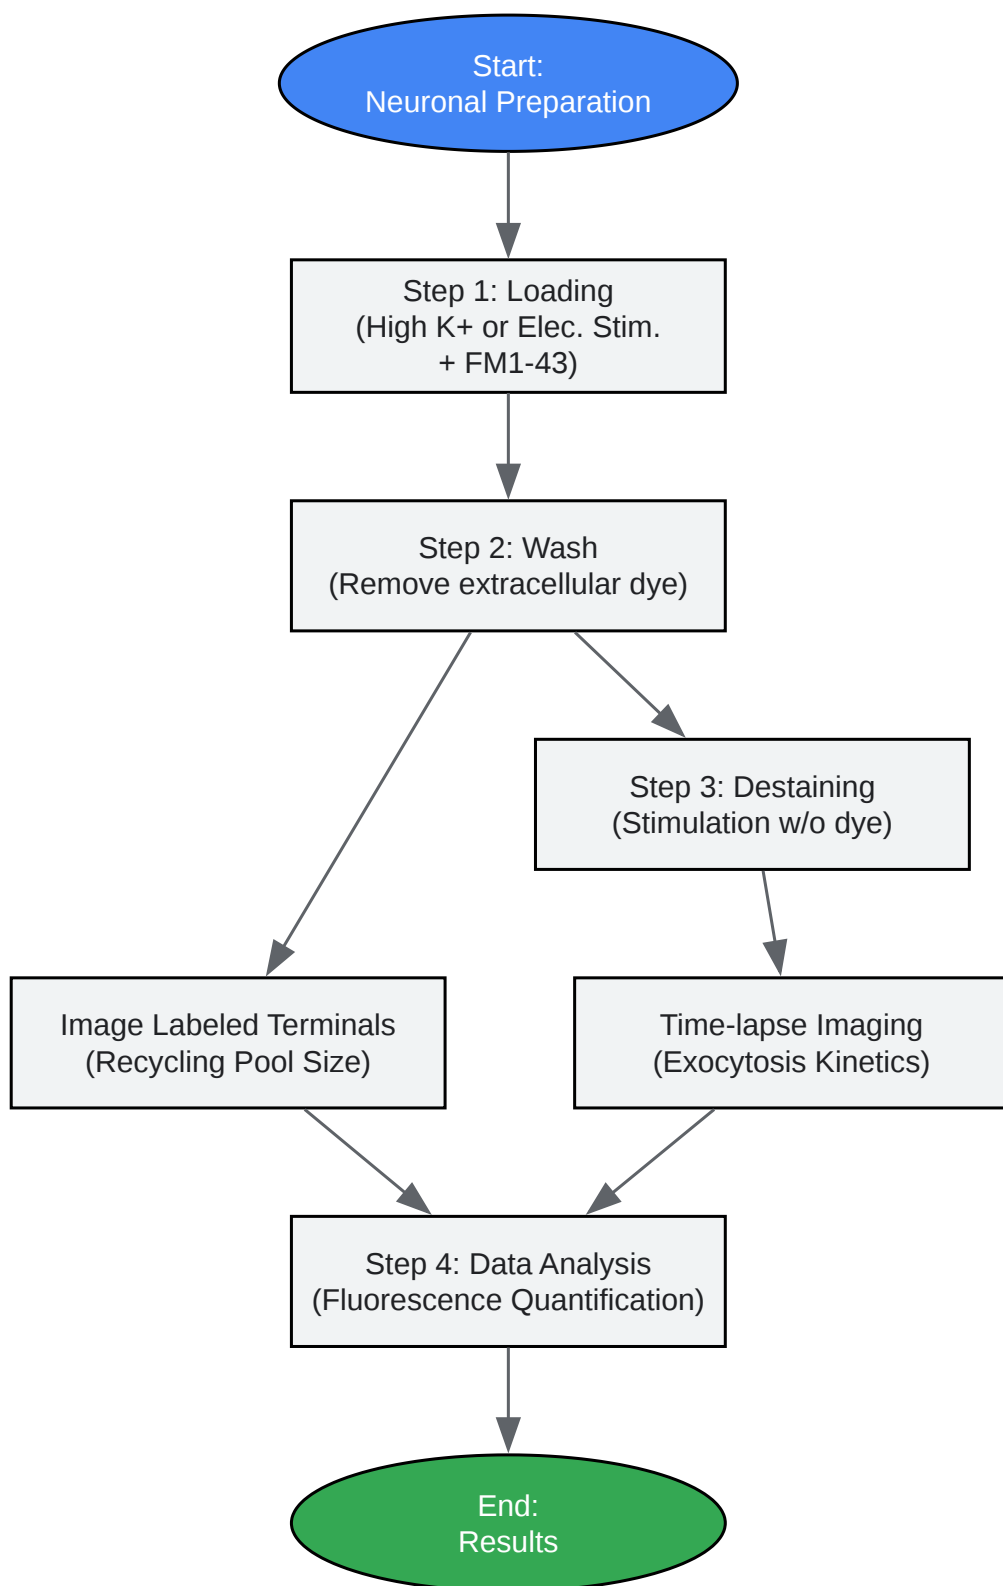 Start:
Neuronal Preparation
Step 1: Loading
(High K+ or Elec. Stim.
+ FM1-43)
Step 2: Wash
(Remove extracellular dye)
Step 3: Destaining
(Stimulation w/o dye)
Image Labeled Terminals
(Recycling Pool Size)
Time-lapse Imaging
(Exocytosis Kinetics)
Step 4: Data Analysis
(Fluorescence Quantification)
End:
Results